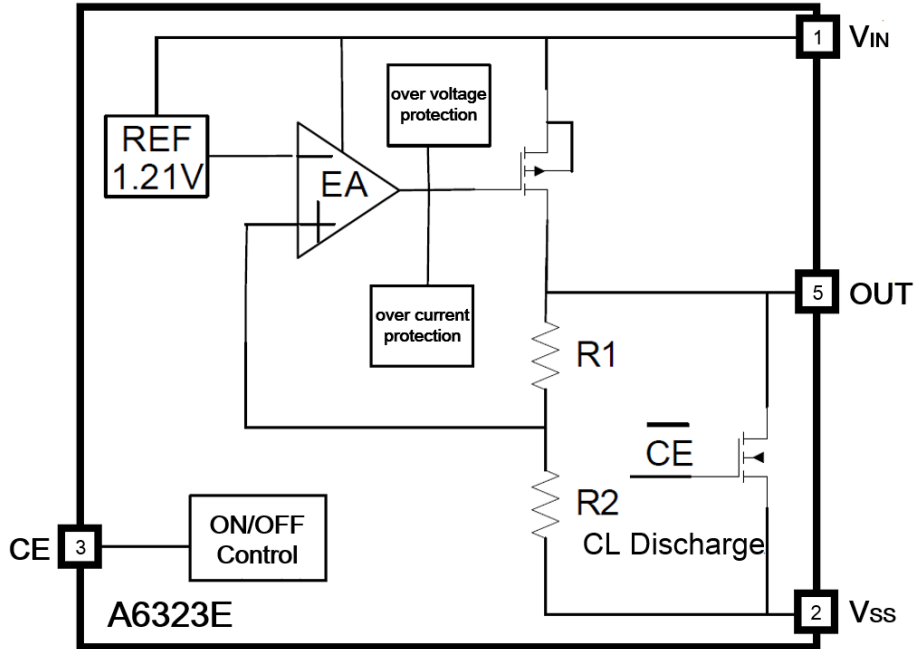 1 VIN
REF
1.21V
over voltage
protection
EA
5 OUT
over current
protection
R1
CE
R2
ON/OFF
Control
CL Discharge
CE 3
A6323E
2 Vss